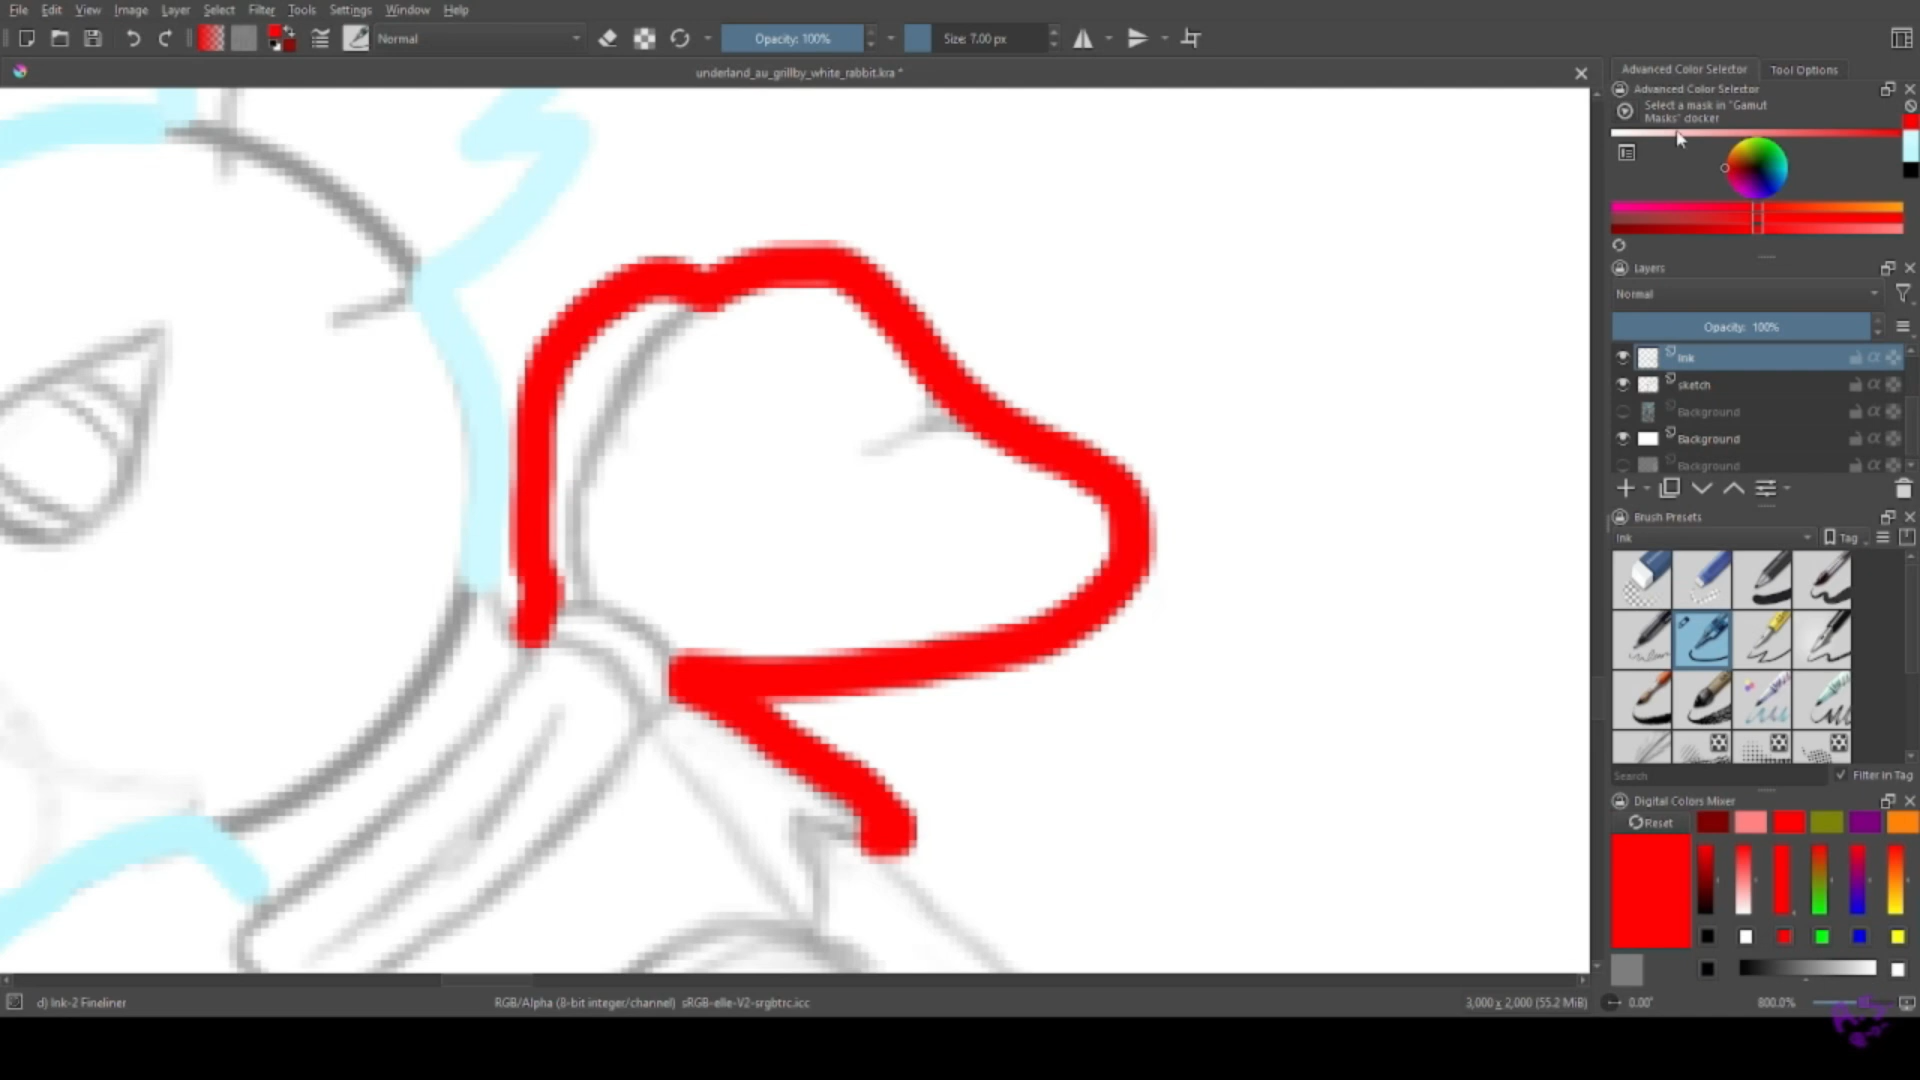 File Edit View Image Layer Select Filter Tools Settings Window Help
Normal Opacity: 100% Size: 7.00 px
underland_au_grillby_white_rabbit.kra *
Advanced Color Selector Tool Options
Advanced Color Selector
Select a mask in "Gamut
Masks" docker
Layers
Normal
Opacity: 100%
Ink
sketch
Background
Background
Background
Brush Presets
Ink Tag
Search Filter in Tag
Digital Colors Mixer
Reset
d) Ink-2 Fineliner RGB/Alpha (8-bit integer/channel) sRGB-elle-V2-srgbtrc.icc 3,000 x 2,000 (55.2 MiB) 0.00° 800.0%